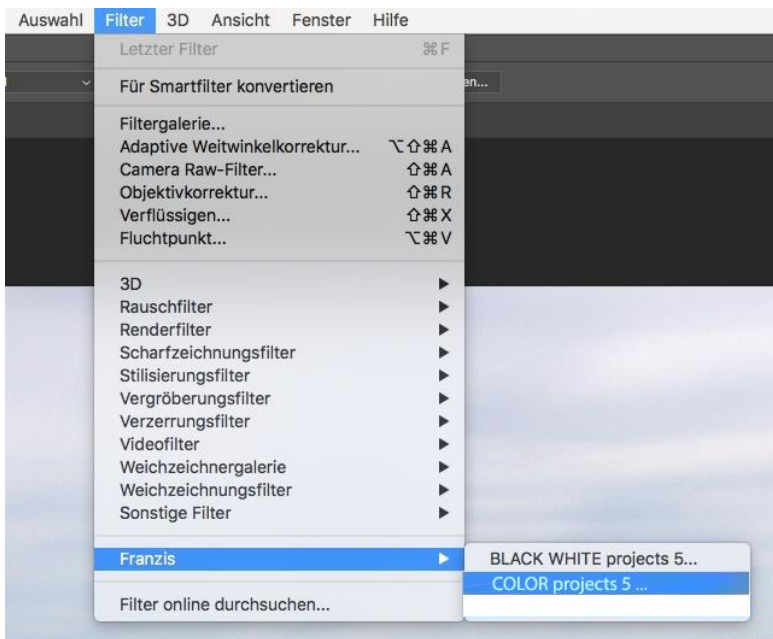 Auswahl Filter 3D Ansicht Fenster Hilfe
Letzter Filter ⌘F
Für Smartfilter konvertieren
en...
Filtergalerie...
Adaptive Weitwinkelkorrektur... ⌥⇧⌘A
Camera Raw-Filter... ⇧⌘A
Objektivkorrektur... ⇧⌘R
Verflüssigen... ⇧⌘X
Fluchtpunkt... ⌥⌘V
3D
Rauschfilter
Renderfilter
Scharfzeichnungsfilter
Stilisierungsfilter
Vergröberungsfilter
Verzerrungsfilter
Videofilter
Weichzeichnergalerie
Weichzeichnungsfilter
Sonstige Filter
Franzis BLACK WHITE projects 5...
COLOR projects 5 ...
Filter online durchsuchen...